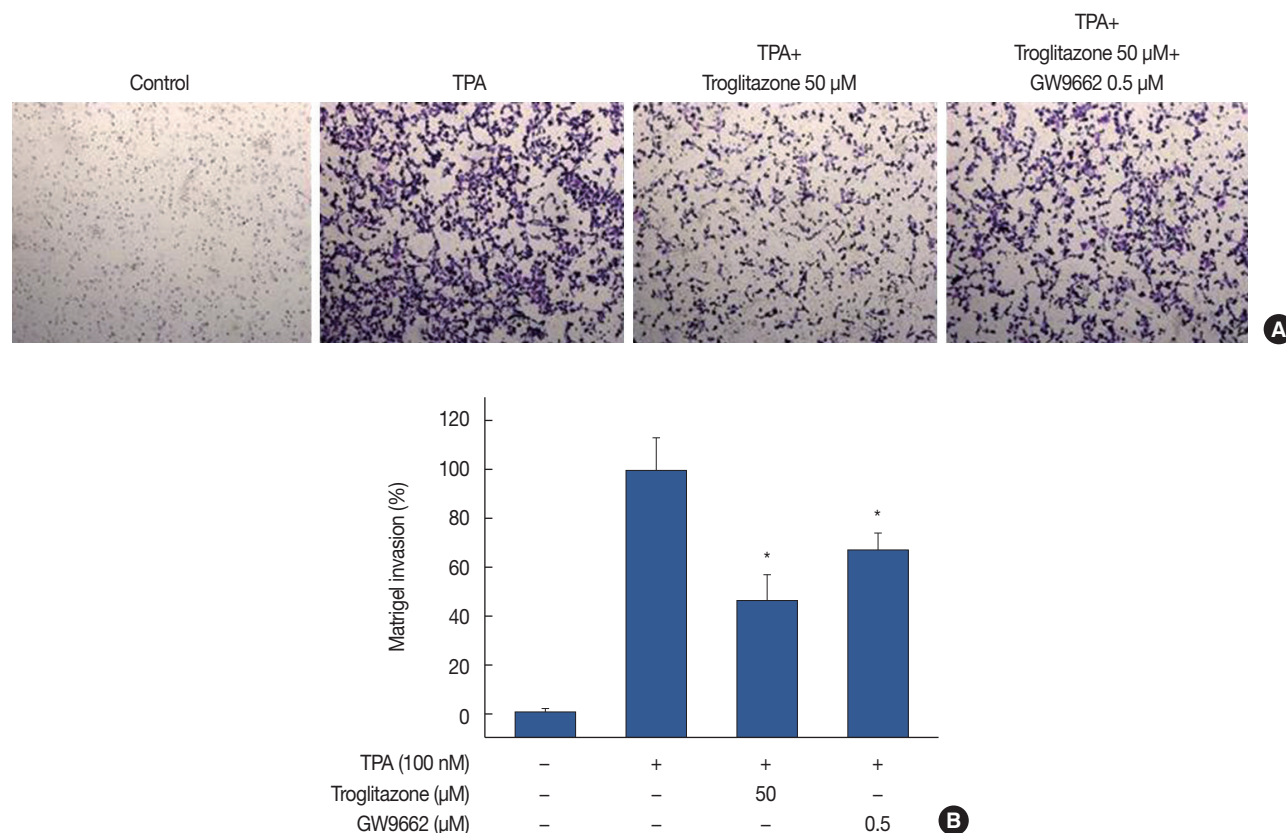 Control
TPA
TPA+
Troglitazone 50 µM
TPA+
Troglitazone 50 µM+
GW9662 0.5 µM
A
120
100
80
60
40
20
0
Matrigel invasion (%)
*
*
TPA (100 nM) – + + +
Troglitazone (µM) – – 50 –
GW9662 (µM) – – – 0.5
B